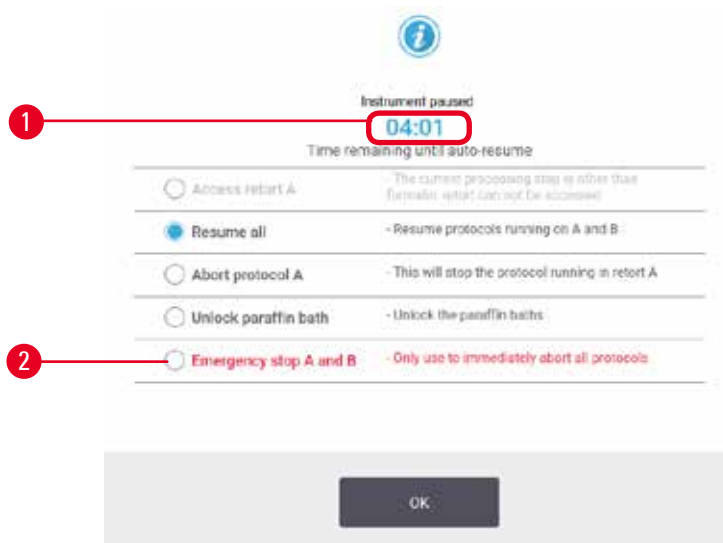 i
Instrument paused
1
04:01
Time remaining until auto-resume
Access retort A
- The current processing step is other than
formalin retort can not be accessed
Resume all
- Resume protocols running on A and B
Abort protocol A
- This will stop the protocol running in retort A
Unlock paraffin bath
- Unlock the paraffin baths
2
Emergency stop A and B
- Only use to immediately abort all protocols
OK